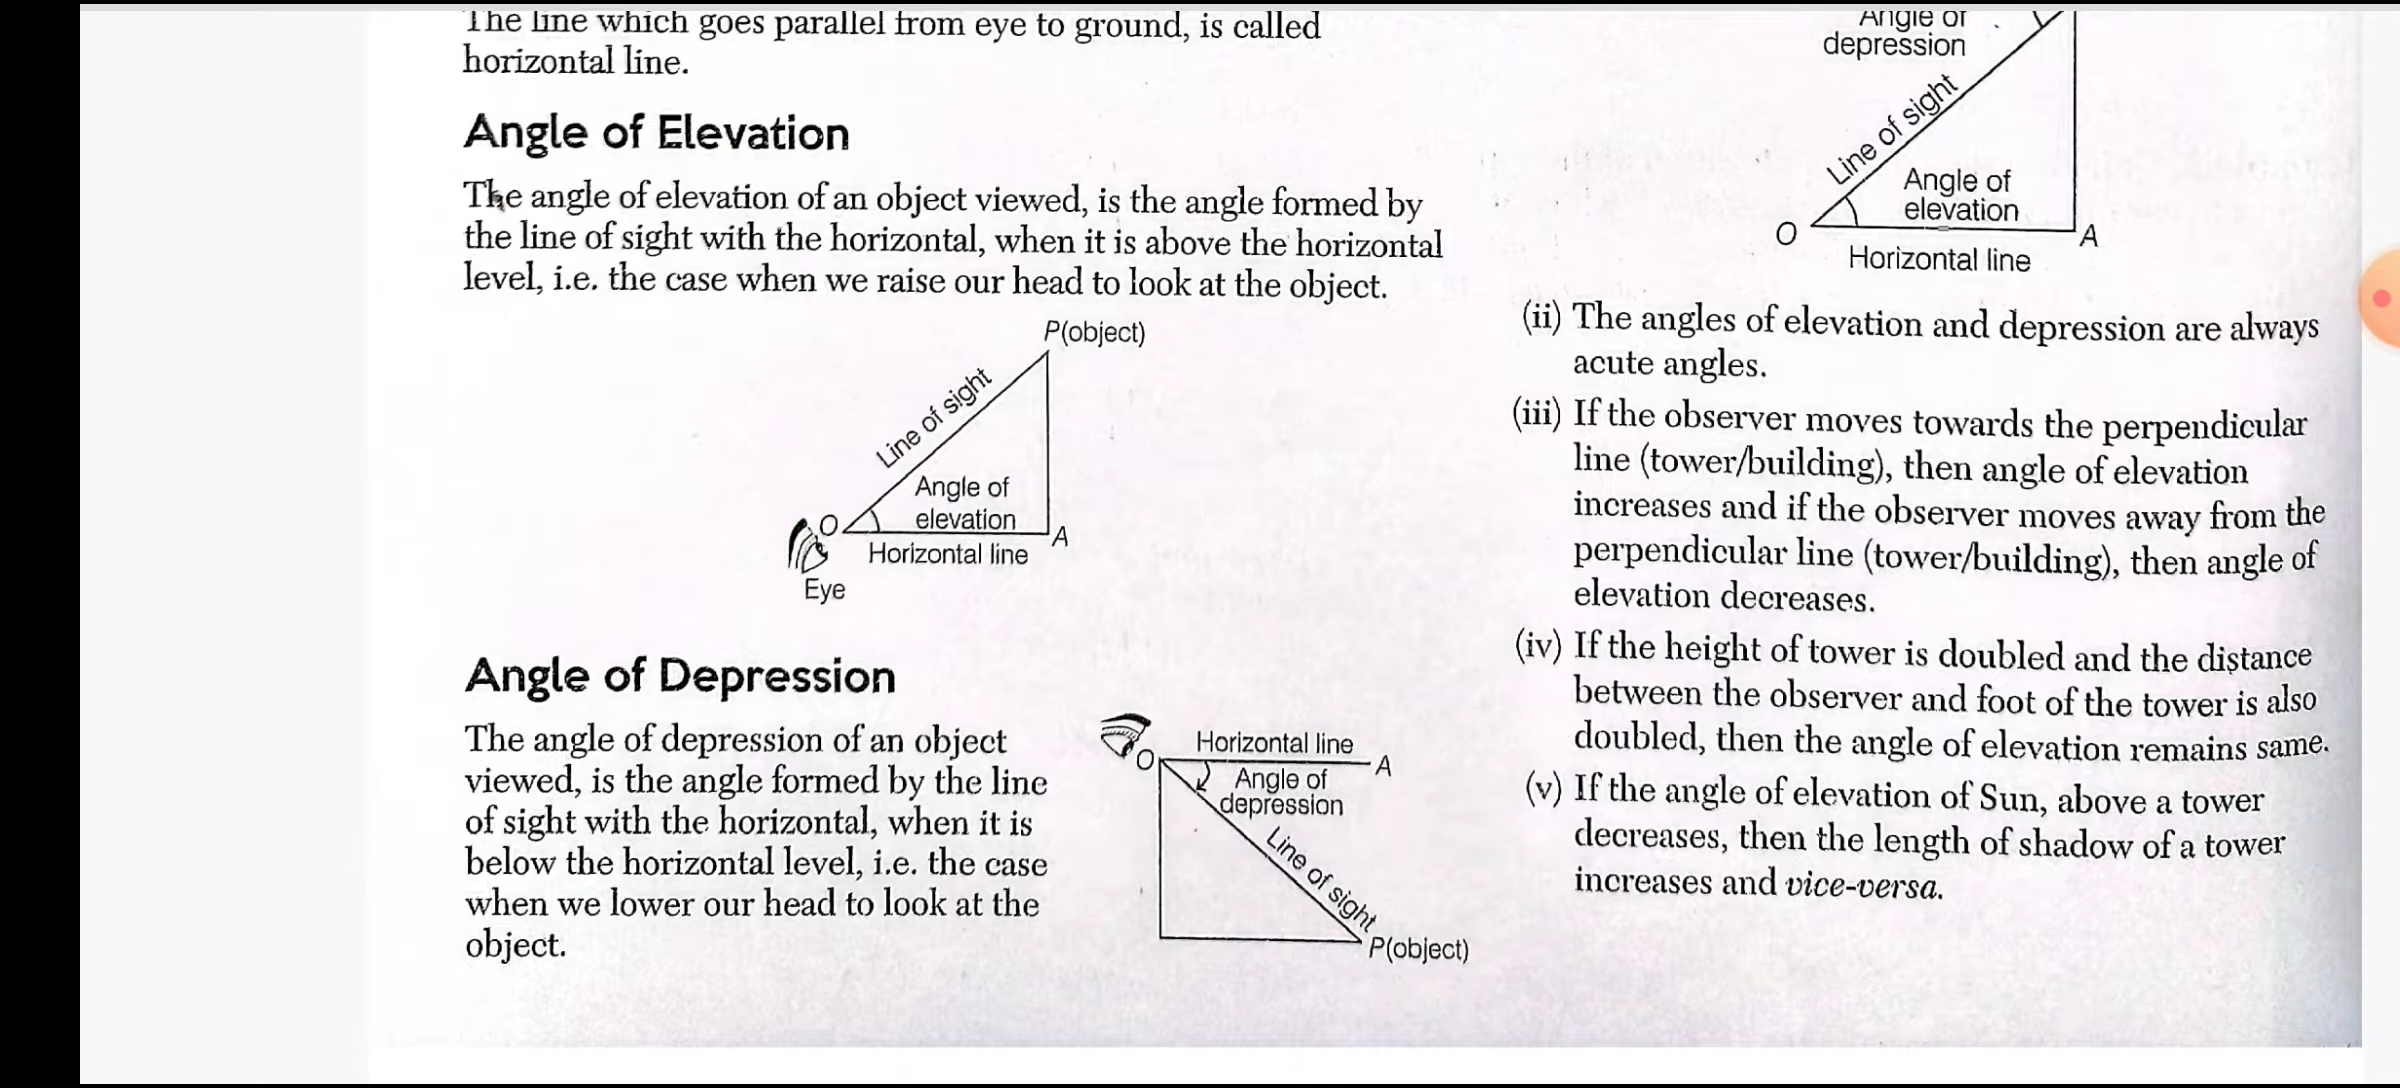 The line which goes parallel from eye to ground, is called
horizontal line.
Angle of Elevation
The angle of elevation of an object viewed, is the angle formed by
the line of sight with the horizontal, when it is above the horizontal
level, i.e. the case when we raise our head to look at the object.
P(object)
Line of sight
Angle of
elevation
O
A
Horizontal line
Eye
Angle of Depression
The angle of depression of an object
viewed, is the angle formed by the line
of sight with the horizontal, when it is
below the horizontal level, i.e. the case
when we lower our head to look at the
object.
Horizontal line
O
A
Angle of
depression
Line of sight
P(object)
Angle of
depression
Line of sight
Angle of
elevation
O
A
Horizontal line
(ii) The angles of elevation and depression are always
acute angles.
(iii) If the observer moves towards the perpendicular
line (tower/building), then angle of elevation
increases and if the observer moves away from the
perpendicular line (tower/building), then angle of
elevation decreases.
(iv) If the height of tower is doubled and the distance
between the observer and foot of the tower is also
doubled, then the angle of elevation remains same.
(v) If the angle of elevation of Sun, above a tower
decreases, then the length of shadow of a tower
increases and vice-versa.